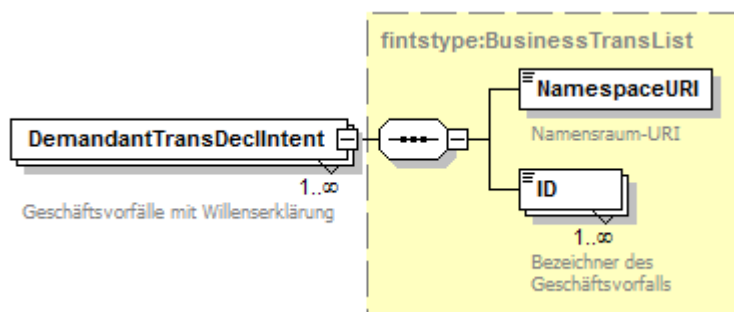 fintstype:BusinessTransList
NamespaceURI
Namensraum-URI
DemandantTransDeclIntent
1..∞
Geschäftsvorfälle mit Willenserklärung
ID
1..∞
Bezeichner des
Geschäftsvorfalls